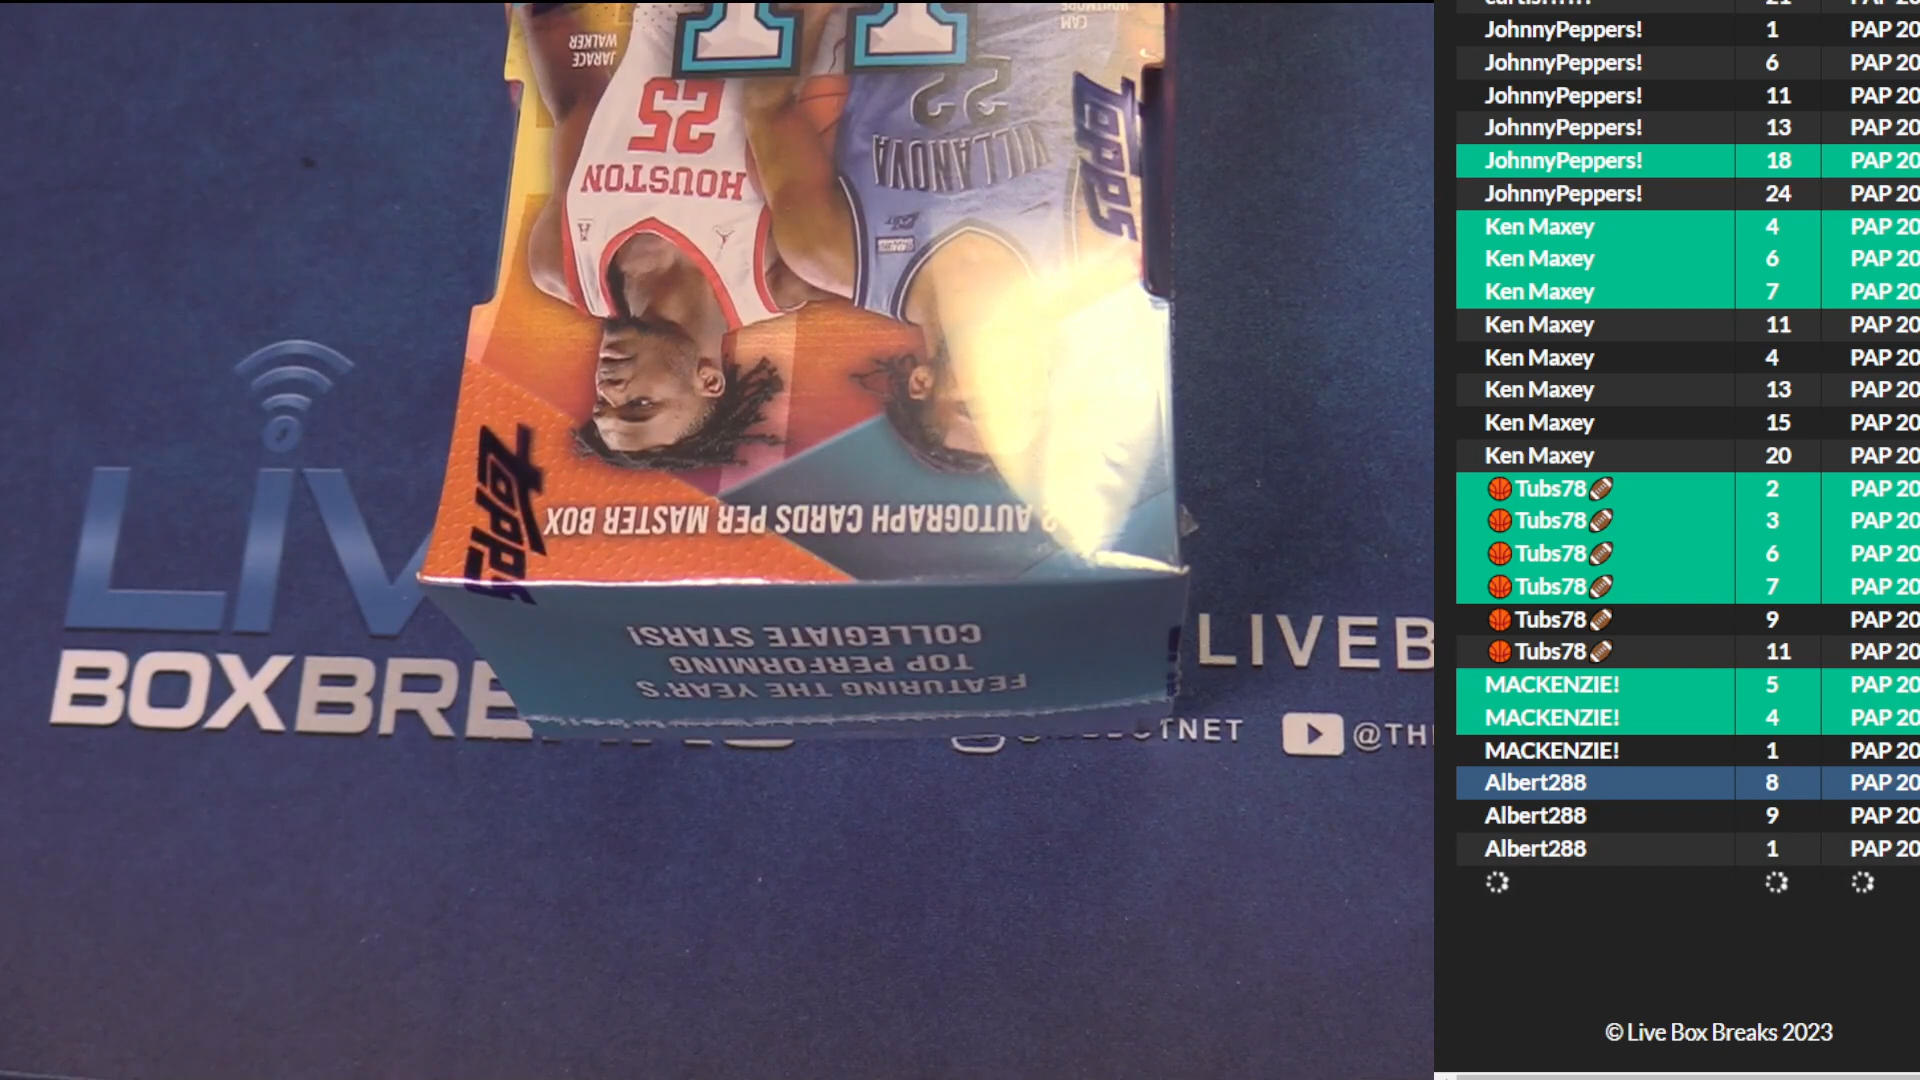 JARACE
WALKER
CAM
WHITMORE
25
HOUSTON
22
VILLANOVA
Topps
Topps
2 AUTOGRAPH CARDS PER MASTER BOX
FEATURING THE YEAR'S
TOP PERFORMING
COLLEGIATE STARS!
LIV
BOXBRE
LIVEB
TNET
@TH
JohnnyPeppers! 1 PAP 20
JohnnyPeppers! 6 PAP 20
JohnnyPeppers! 11 PAP 20
JohnnyPeppers! 13 PAP 20
JohnnyPeppers! 18 PAP 20
JohnnyPeppers! 24 PAP 20
Ken Maxey 4 PAP 20
Ken Maxey 6 PAP 20
Ken Maxey 7 PAP 20
Ken Maxey 11 PAP 20
Ken Maxey 4 PAP 20
Ken Maxey 13 PAP 20
Ken Maxey 15 PAP 20
Ken Maxey 20 PAP 20
🏀Tubs78🏈 2 PAP 20
🏀Tubs78🏈 3 PAP 20
🏀Tubs78🏈 6 PAP 20
🏀Tubs78🏈 7 PAP 20
🏀Tubs78🏈 9 PAP 20
🏀Tubs78🏈 11 PAP 20
MACKENZIE! 5 PAP 20
MACKENZIE! 4 PAP 20
MACKENZIE! 1 PAP 20
Albert288 8 PAP 20
Albert288 9 PAP 20
Albert288 1 PAP 20
© Live Box Breaks 2023